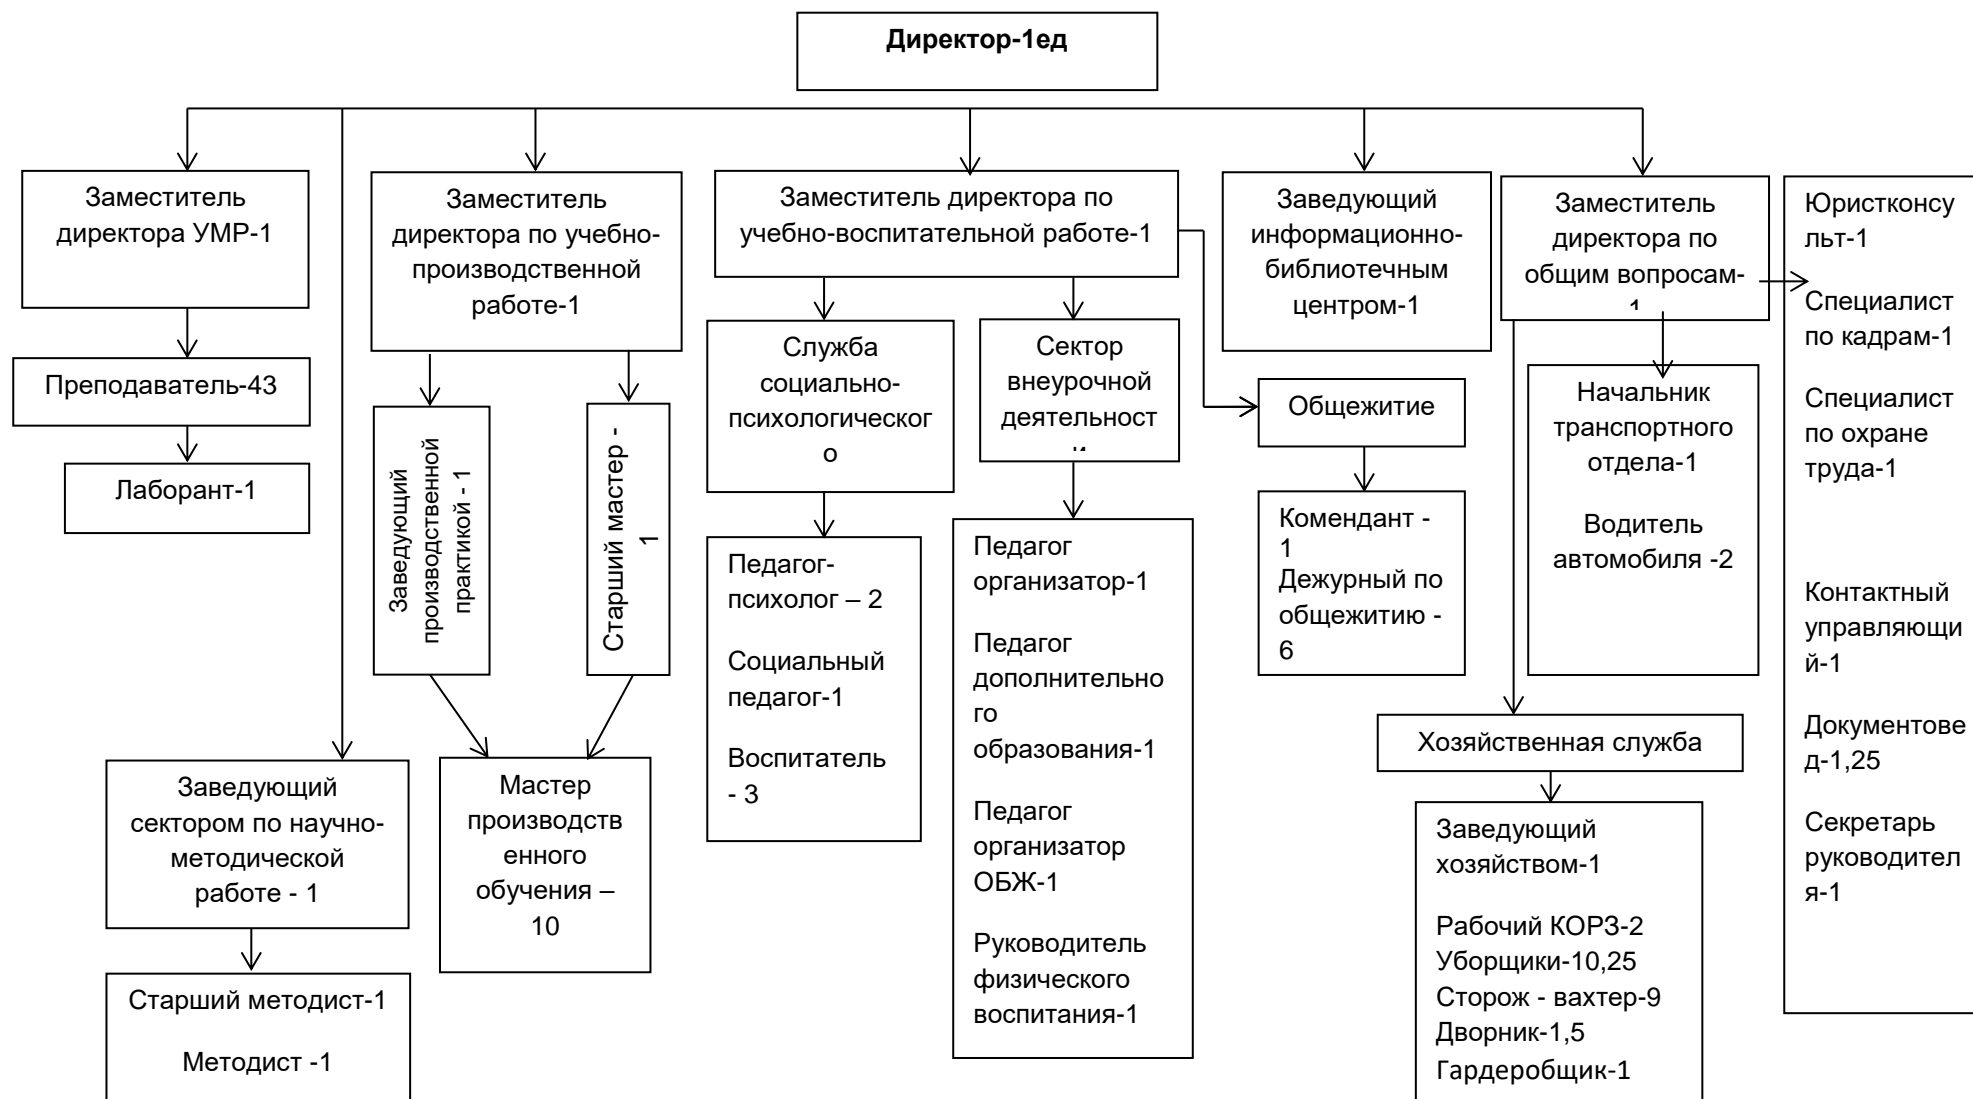 Директор-1ед
Заместитель
директора УМР-1
Преподаватель-43
Лаборант-1
Заместитель
директора по учебно-
производственной
работе-1
Заведующий
производственной
практикой - 1
Старший мастер -
1
Мастер
производств
енного
обучения –
10
Заведующий
сектором по научно-
методической
работе - 1
Старший методист-1
Методист -1
Заместитель директора по
учебно-воспитательной работе-1
Служба
социально-
психологическог
о
Педагог-
психолог – 2
Социальный
педагог-1
Воспитатель
- 3
Сектор
внеурочной
деятельност
и
Педагог
организатор-1
Педагог
дополнительно
го
образования-1
Педагог
организатор
ОБЖ-1
Руководитель
физического
воспитания-1
Общежитие
Комендант -
1
Дежурный по
общежитию -
6
Заведующий
информационно-
библиотечным
центром-1
Заместитель
директора по
общим вопросам-
1
Начальник
транспортного
отдела-1
Водитель
автомобиля -2
Хозяйственная служба
Заведующий
хозяйством-1
Рабочий КОРЗ-2
Уборщики-10,25
Сторож - вахтер-9
Дворник-1,5
Гардеробщик-1
Юристконсу
льт-1
Специалист
по кадрам-1
Специалист
по охране
труда-1
Контактный
управляющи
й-1
Документове
д-1,25
Секретарь
руководител
я-1